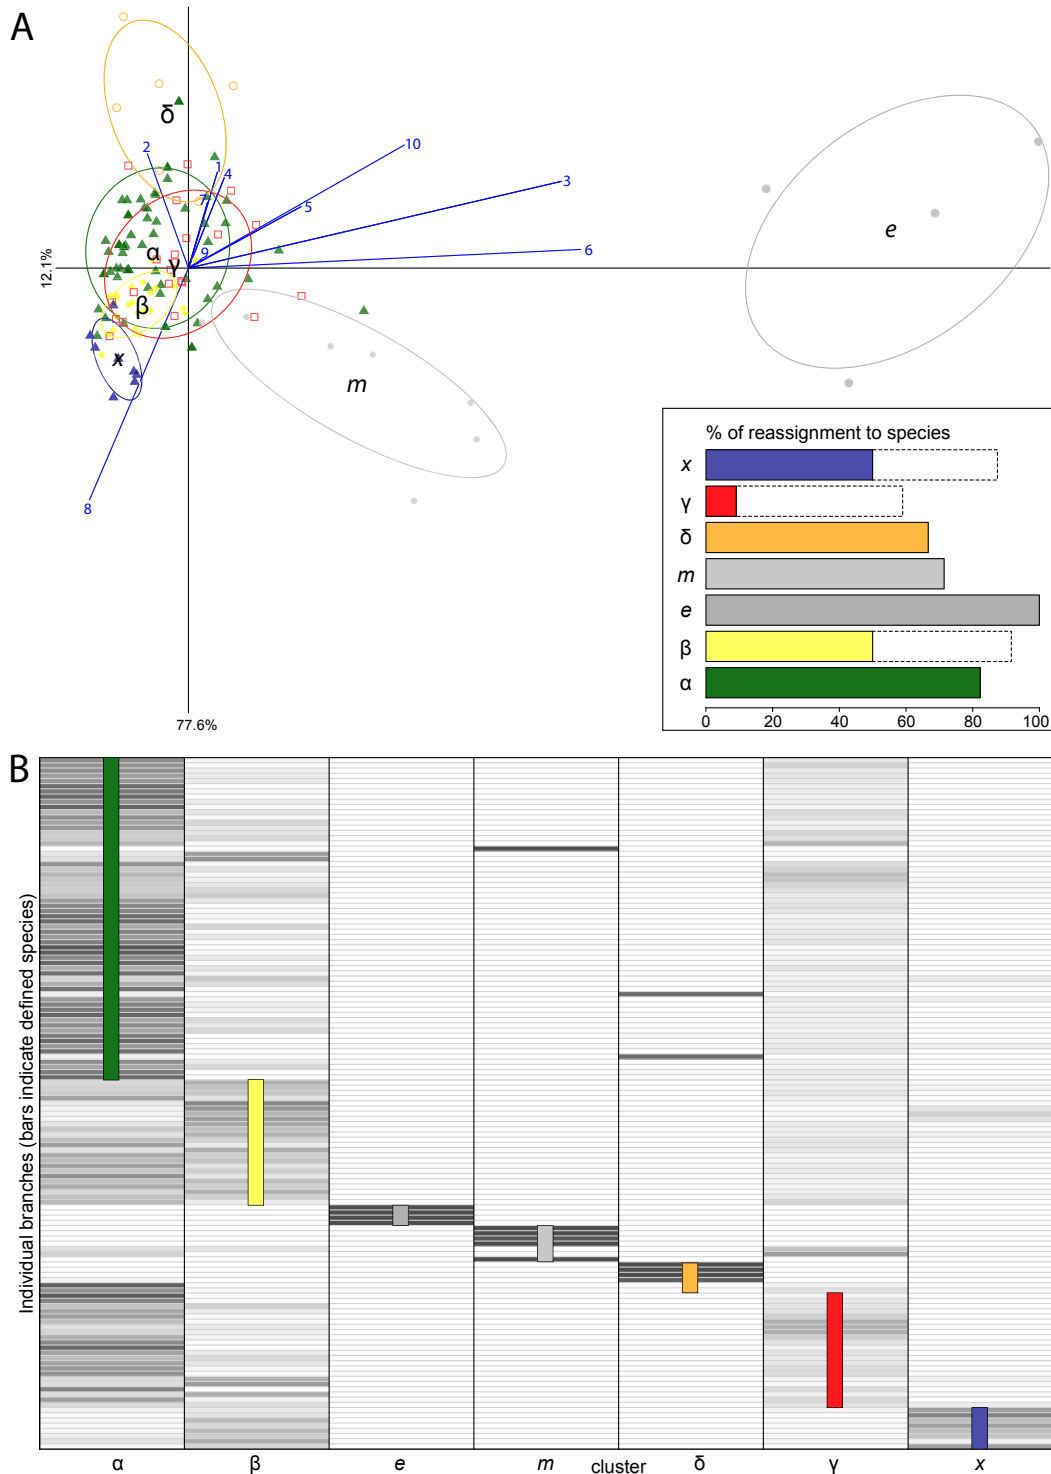 A
δ
2
1
4
10
3
7
5
α
9
6
e
γ
12.1%
β
x
m
8
77.6%
% of reassignment to species
x
γ
δ
m
e
β
α
0 20 40 60 80 100
B
Individual branches (bars indicate defined species)
α β e m cluster δ γ x